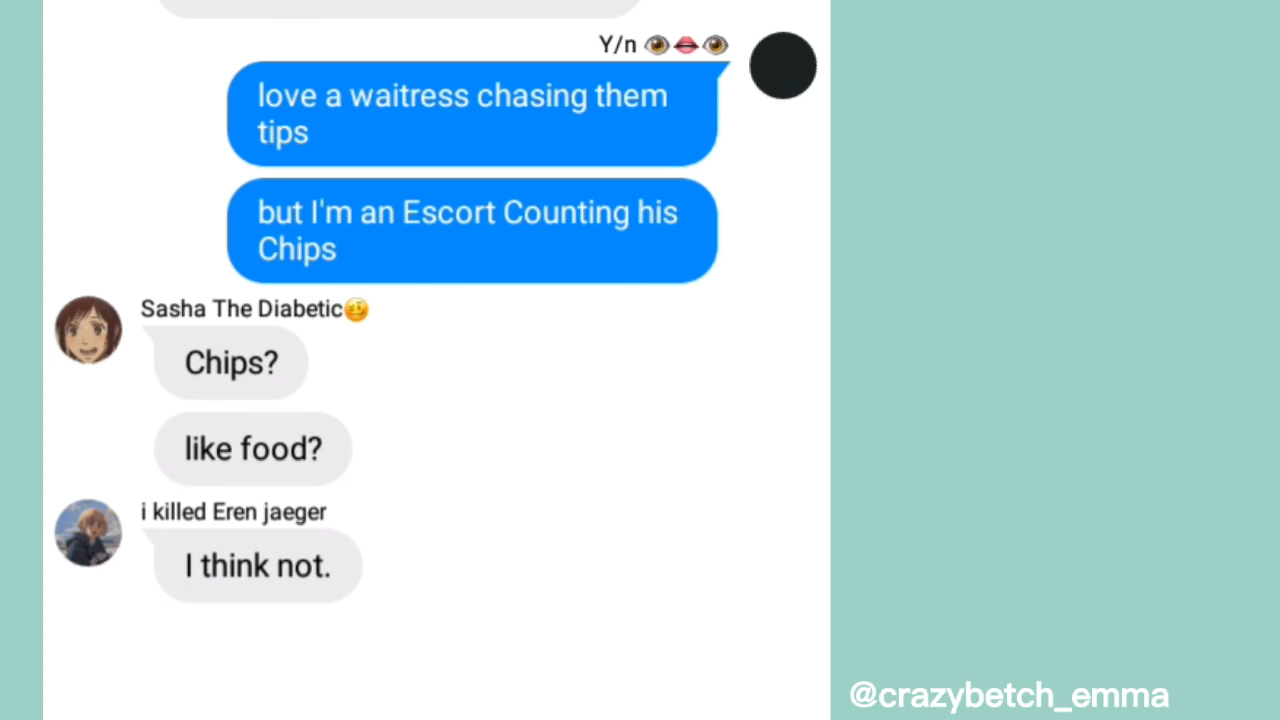 Y/n 👁️👄👁️
love a waitress chasing them
tips
but I'm an Escort Counting his
Chips
Sasha The Diabetic🥴
Chips?
like food?
i killed Eren jaeger
I think not.
@crazybetch_emma